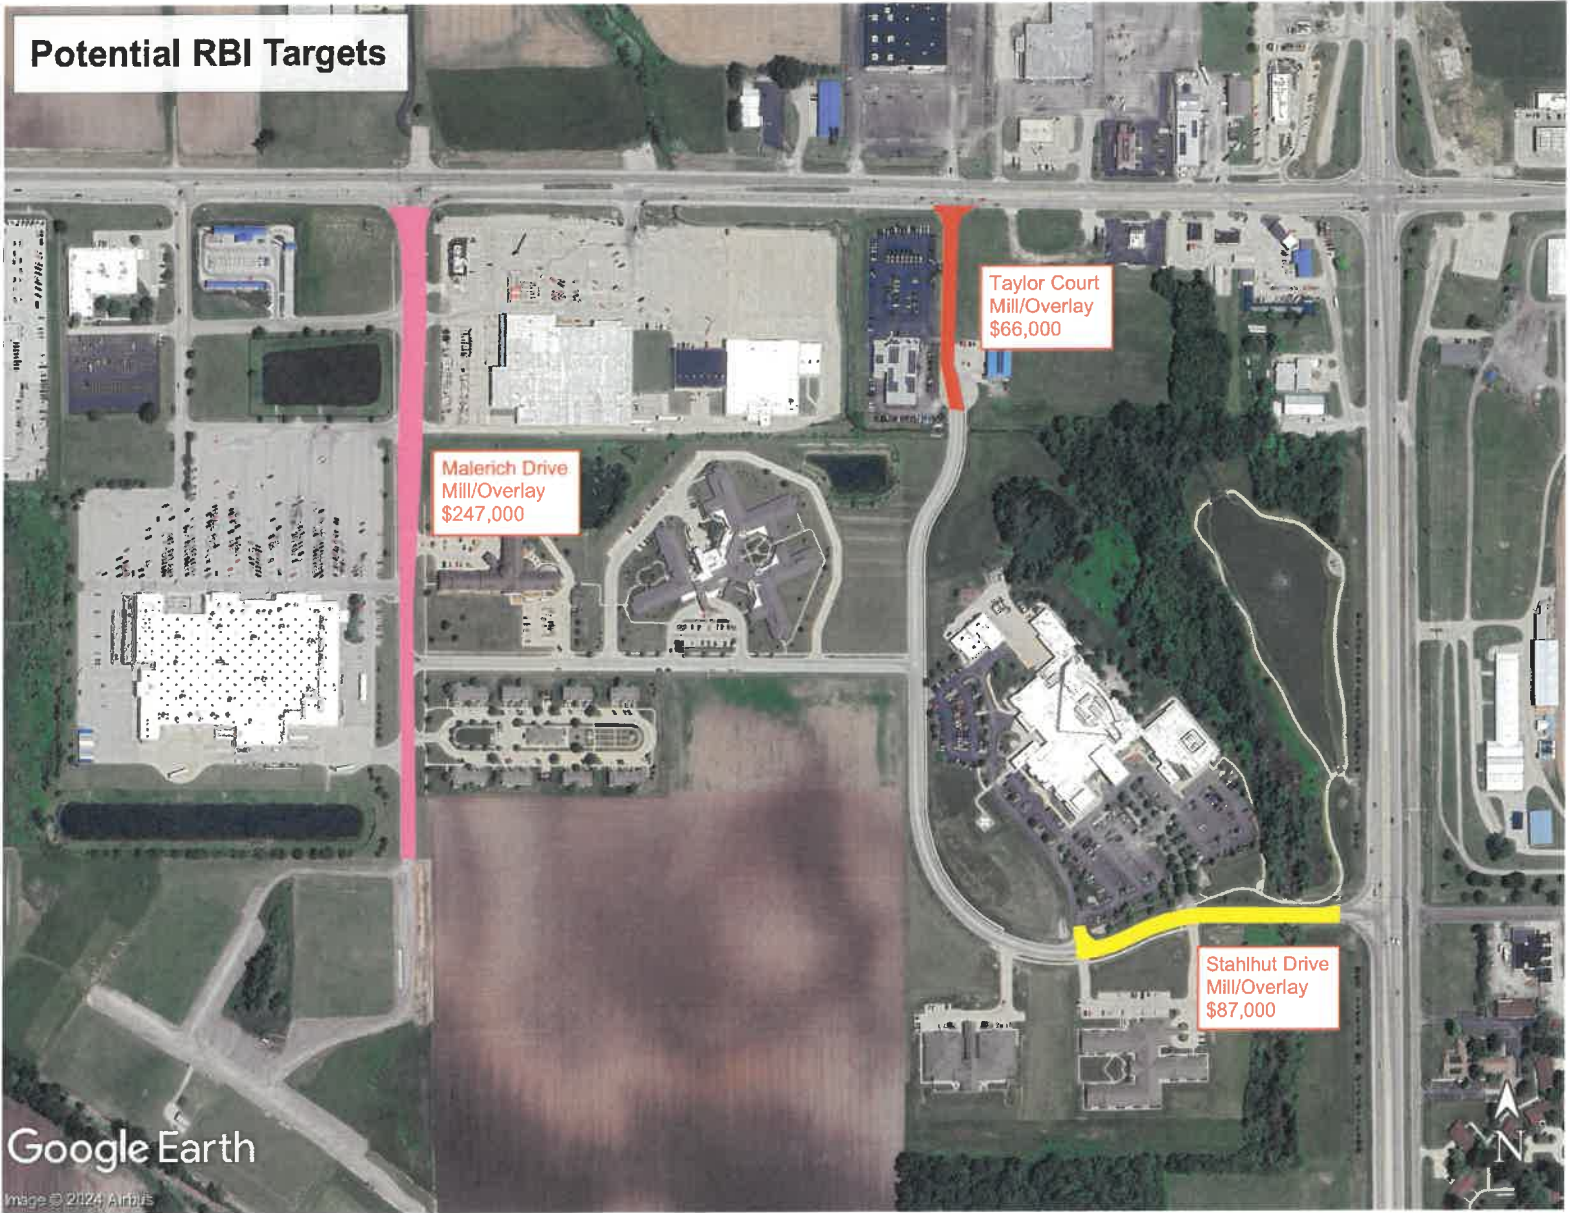 Potential RBI Targets
Taylor Court
Mill/Overlay
$66,000
Malerich Drive
Mill/Overlay
$247,000
Stahlhut Drive
Mill/Overlay
$87,000
N
Google Earth
Image © 2024 Airbus